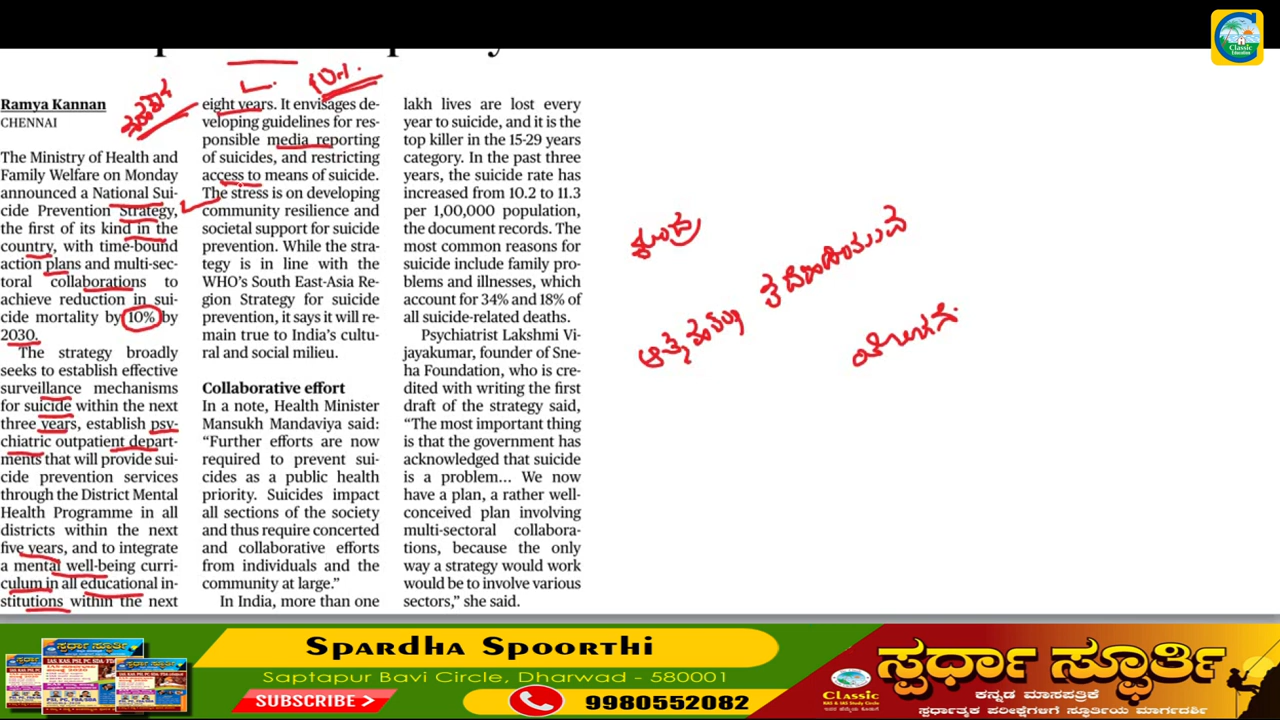 Classic
Education
Ramya Kannan
CHENNAI
The Ministry of Health and
Family Welfare on Monday
announced a National Sui-
cide Prevention Strategy,
the first of its kind in the
country, with time-bound
action plans and multi-sec-
toral collaborations to
achieve reduction in sui-
cide mortality by 10% by
2030.
The strategy broadly
seeks to establish effective
surveillance mechanisms
for suicide within the next
three years, establish psy-
chiatric outpatient depart-
ments that will provide sui-
cide prevention services
through the District Mental
Health Programme in all
districts within the next
five years, and to integrate
a mental well-being curri-
culum in all educational in-
stitutions within the next
eight years. It envisages de-
veloping guidelines for res-
ponsible media reporting
of suicides, and restricting
access to means of suicide.
The stress is on developing
community resilience and
societal support for suicide
prevention. While the stra-
tegy is in line with the
WHO's South East-Asia Re-
gion Strategy for suicide
prevention, it says it will re-
main true to India's cultu-
ral and social milieu.
Collaborative effort
In a note, Health Minister
Mansukh Mandaviya said:
"Further efforts are now
required to prevent sui-
cides as a public health
priority. Suicides impact
all sections of the society
and thus require concerted
and collaborative efforts
from individuals and the
community at large."
In India, more than one
lakh lives are lost every
year to suicide, and it is the
top killer in the 15-29 years
category. In the past three
years, the suicide rate has
increased from 10.2 to 11.3
per 1,00,000 population,
the document records. The
most common reasons for
suicide include family pro-
blems and illnesses, which
account for 34% and 18% of
all suicide-related deaths.
Psychiatrist Lakshmi Vi-
jayakumar, founder of Sne-
ha Foundation, who is cre-
dited with writing the first
draft of the strategy said,
"The most important thing
is that the government has
acknowledged that suicide
is a problem... We now
have a plan, a rather well-
conceived plan involving
multi-sectoral collabora-
tions, because the only
way a strategy would work
would be to involve various
sectors," she said.
Spardha Spoorthi
Saptapur Bavi Circle, Dharwad - 580001
SUBSCRIBE
9980552082
Classic
KAS & IAS Study Circle
ಸ್ಪರ್ಧಾ ಸ್ಫೂರ್ತಿ
ಕನ್ನಡ ಮಾಸಪತ್ರಿಕೆ
ಸ್ಪರ್ಧಾತ್ಮಕ ಪರೀಕ್ಷೆಗಳಿಗೆ ಸ್ಫೂರ್ತಿಯ ಮಾರ್ಗದರ್ಶಿ